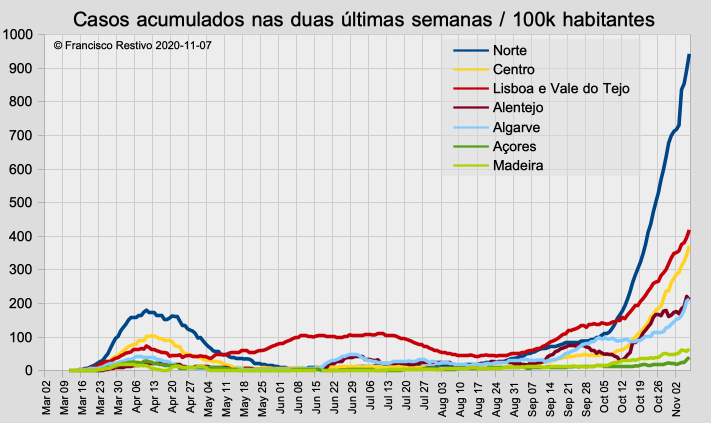 Casos acumulados nas duas últimas semanas / 100k habitantes
© Francisco Restivo 2020-11-07
Norte
Centro
Lisboa e Vale do Tejo
Alentejo
Algarve
Açores
Madeira
1000
900
800
700
600
500
400
300
200
100
0
Mar 02
Mar 09
Mar 16
Mar 23
Mar 30
Apr 06
Apr 13
Apr 20
Apr 27
May 04
May 11
May 18
May 25
Jun 01
Jun 08
Jun 15
Jun 22
Jun 29
Jul 06
Jul 13
Jul 20
Jul 27
Aug 03
Aug 10
Aug 17
Aug 24
Aug 31
Sep 07
Sep 14
Sep 21
Sep 28
Oct 05
Oct 12
Oct 19
Oct 26
Nov 02